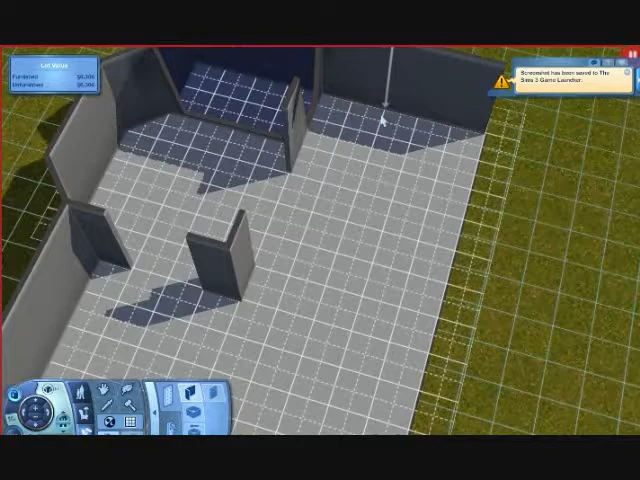 Lot Value
Furnished
Unfurnished
Screenshot has been saved to The
Sims 3 Game Launcher.